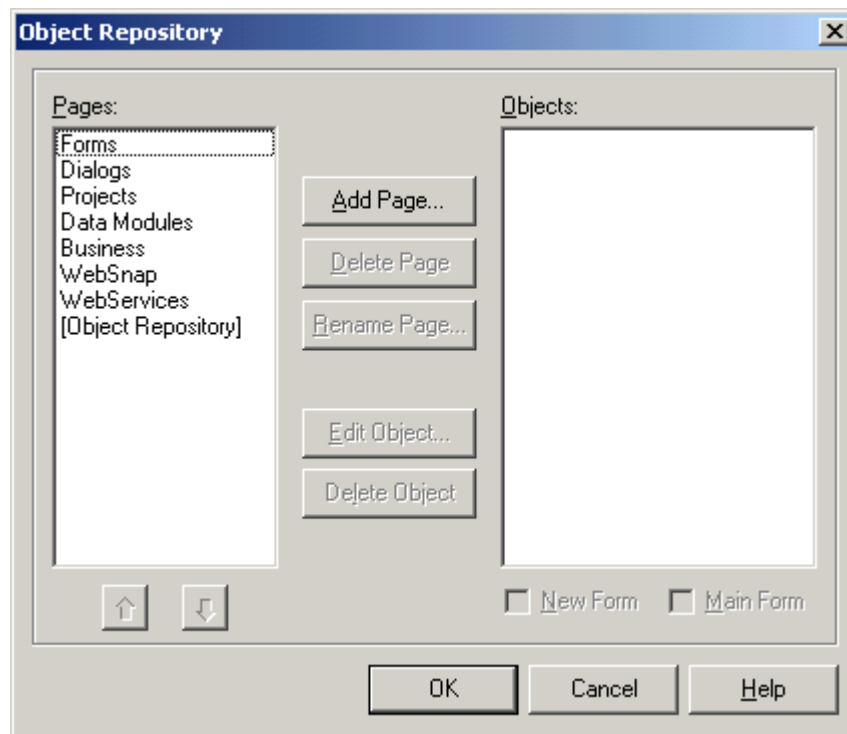 Object Repository
Pages:
Objects:
Forms
Dialogs
Projects
Data Modules
Business
WebSnap
WebServices
[Object Repository]
Add Page...
Delete Page
Rename Page...
Edit Object...
Delete Object
New Form
Main Form
OK
Cancel
Help